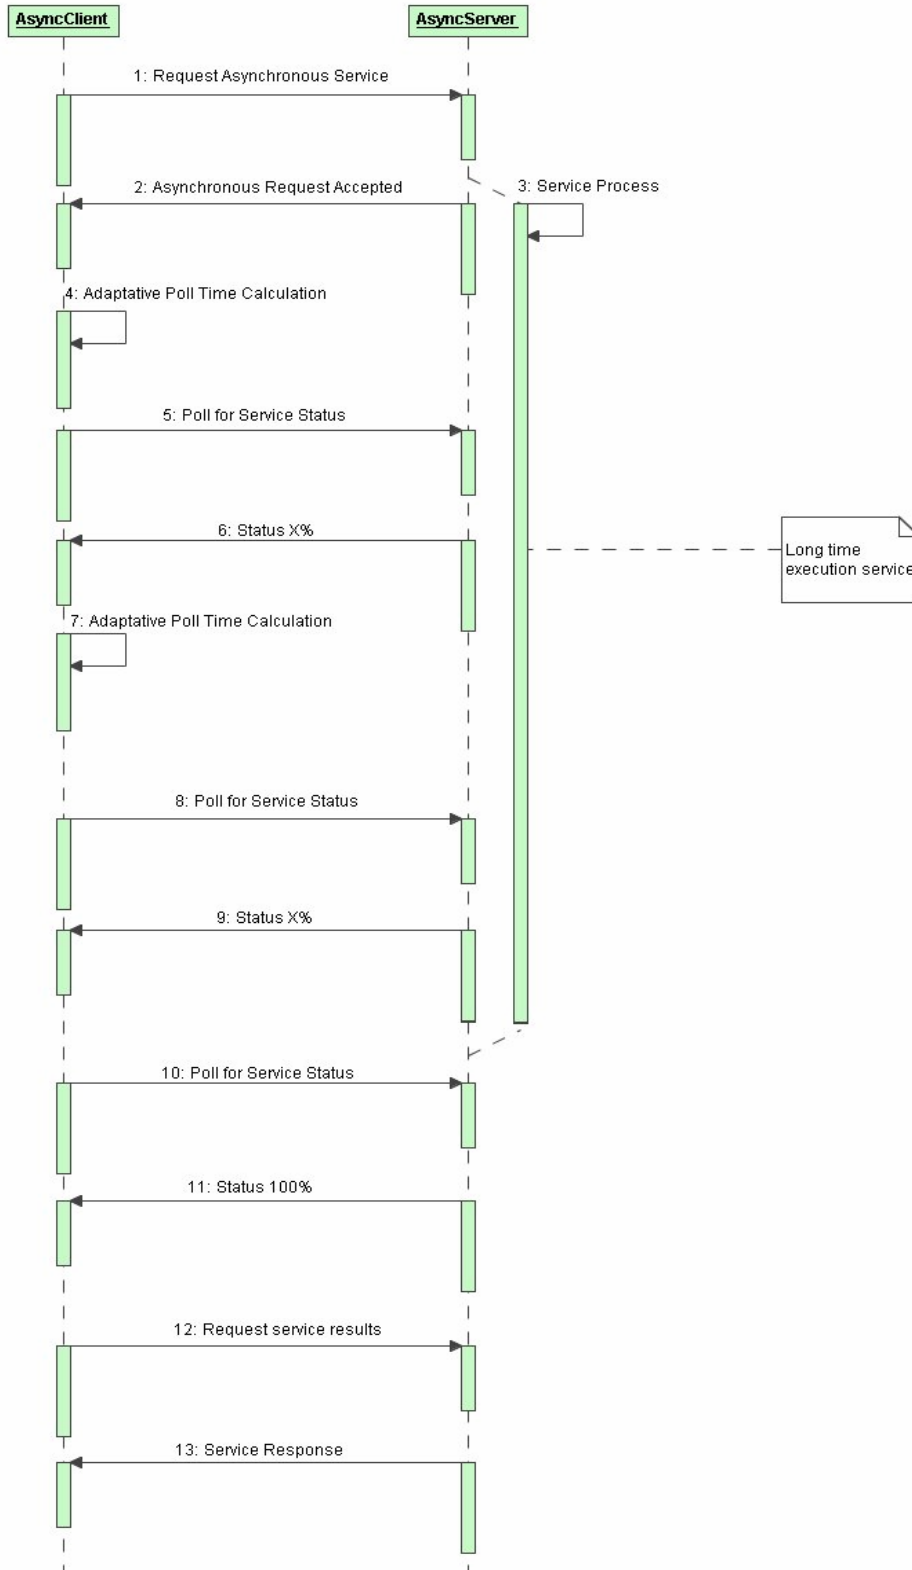 AsyncClient
AsyncServer
1: Request Asynchronous Service
2: Asynchronous Request Accepted
3: Service Process
4: Adaptative Poll Time Calculation
5: Poll for Service Status
6: Status X%
Long time
execution service
7: Adaptative Poll Time Calculation
8: Poll for Service Status
9: Status X%
10: Poll for Service Status
11: Status 100%
12: Request service results
13: Service Response